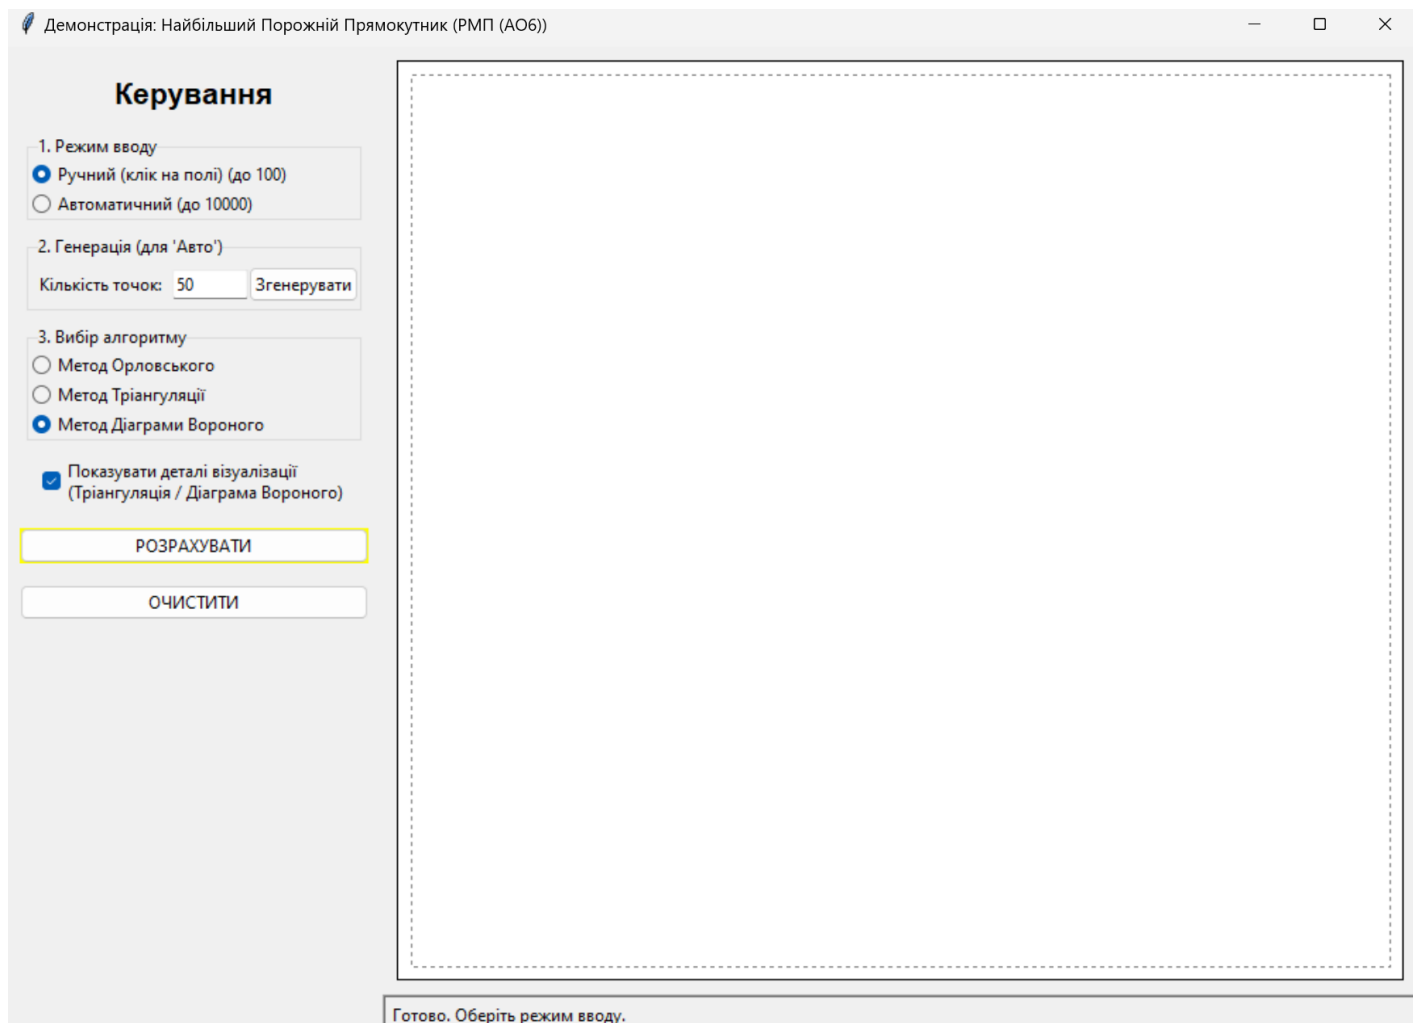 Демонстрація: Найбільший Порожній Прямокутник (РМП (АО6))
Керування
1. Режим вводу
Ручний (клік на полі) (до 100)
Автоматичний (до 10000)
2. Генерація (для 'Авто')
Кількість точок: 50 Згенерувати
3. Вибір алгоритму
Метод Орловського
Метод Тріангуляції
Метод Діаграми Вороного
Показувати деталі візуалізації
(Тріангуляція / Діаграма Вороного)
РОЗРАХУВАТИ
ОЧИСТИТИ
Готово. Оберіть режим вводу.